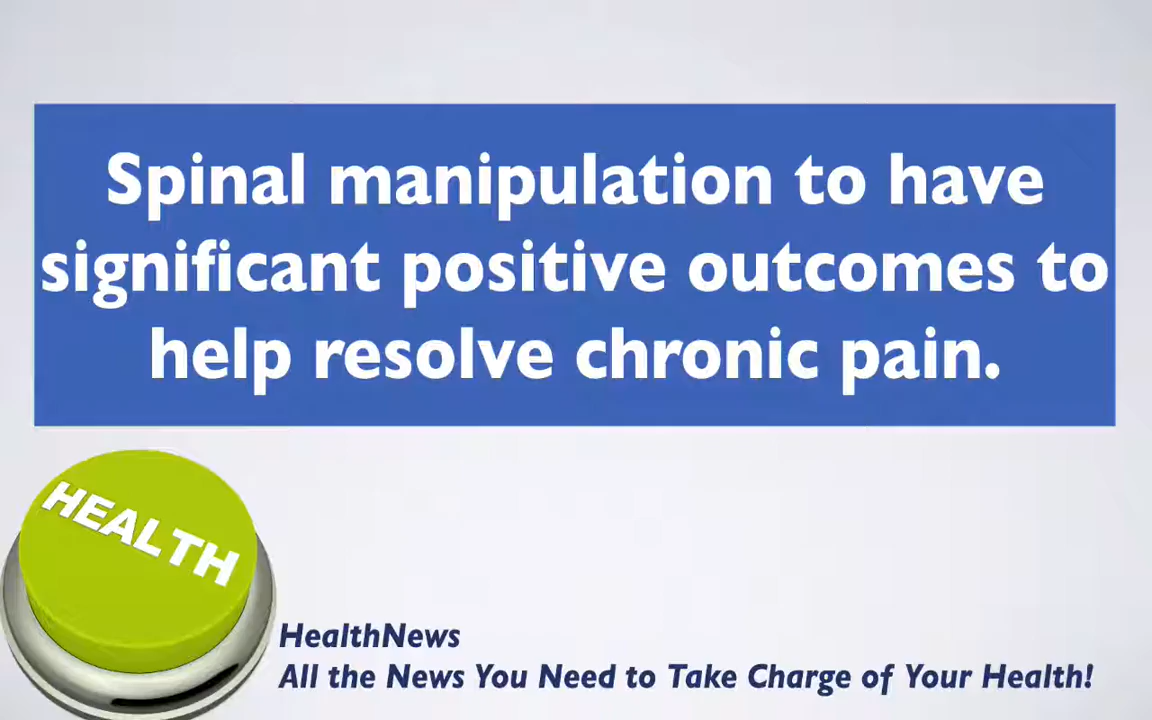 Spinal manipulation to have
significant positive outcomes to
help resolve chronic pain.
HEALTH
HealthNews
All the News You Need to Take Charge of Your Health!